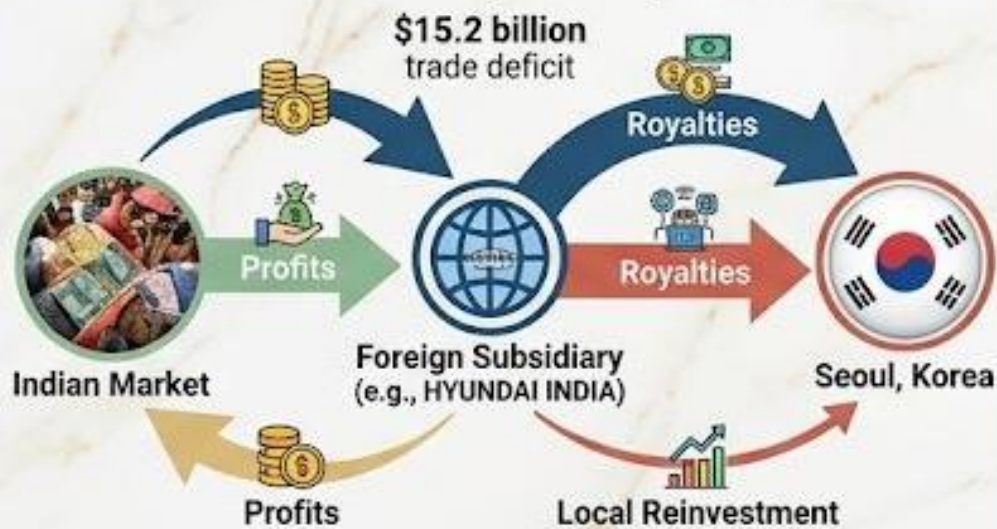 $15.2 billion
trade deficit
Royalties
Profits
Royalties
Indian Market
Foreign Subsidiary
(e.g., HYUNDAI INDIA)
Seoul, Korea
Profits
Local Reinvestment